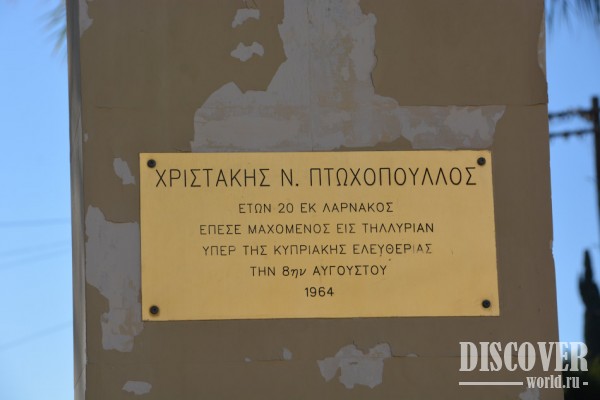 ΧΡΙΣΤΑΚΗΣ Ν. ΠΤΩΧΟΠΟΥΛΛΟΣ
ΕΤΩΝ 20 ΕΚ ΛΑΡΝΑΚΟΣ
ΕΠΕΣΕ ΜΑΧΟΜΕΝΟΣ ΕΙΣ ΤΗΛΛΥΡΙΑΝ
ΥΠΕΡ ΤΗΣ ΚΥΠΡΙΑΚΗΣ ΕΛΕΥΘΕΡΙΑΣ
ΤΗΝ 8ην ΑΥΓΟΥΣΤΟΥ
1964
DISCOVER
world.ru